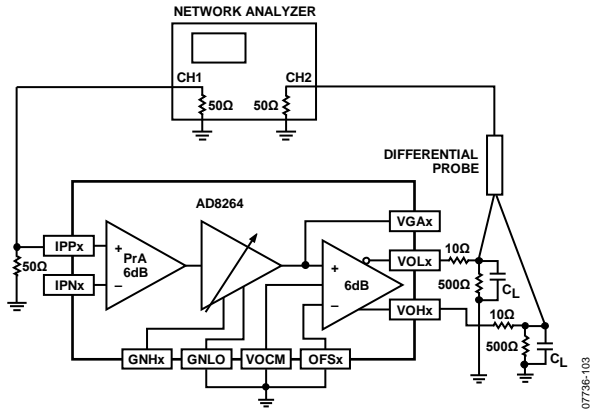 NETWORK ANALYZER
CH1
CH2
50Ω
50Ω
DIFFERENTIAL
PROBE
AD8264
VGAx
IPPx
+
PrA
6dB
–
IPNx
50Ω
+
6dB
–
VOLx
10Ω
500Ω
CL
VOHx
10Ω
500Ω
CL
GNHx
GNLO
VOCM
OFSx
07736-103